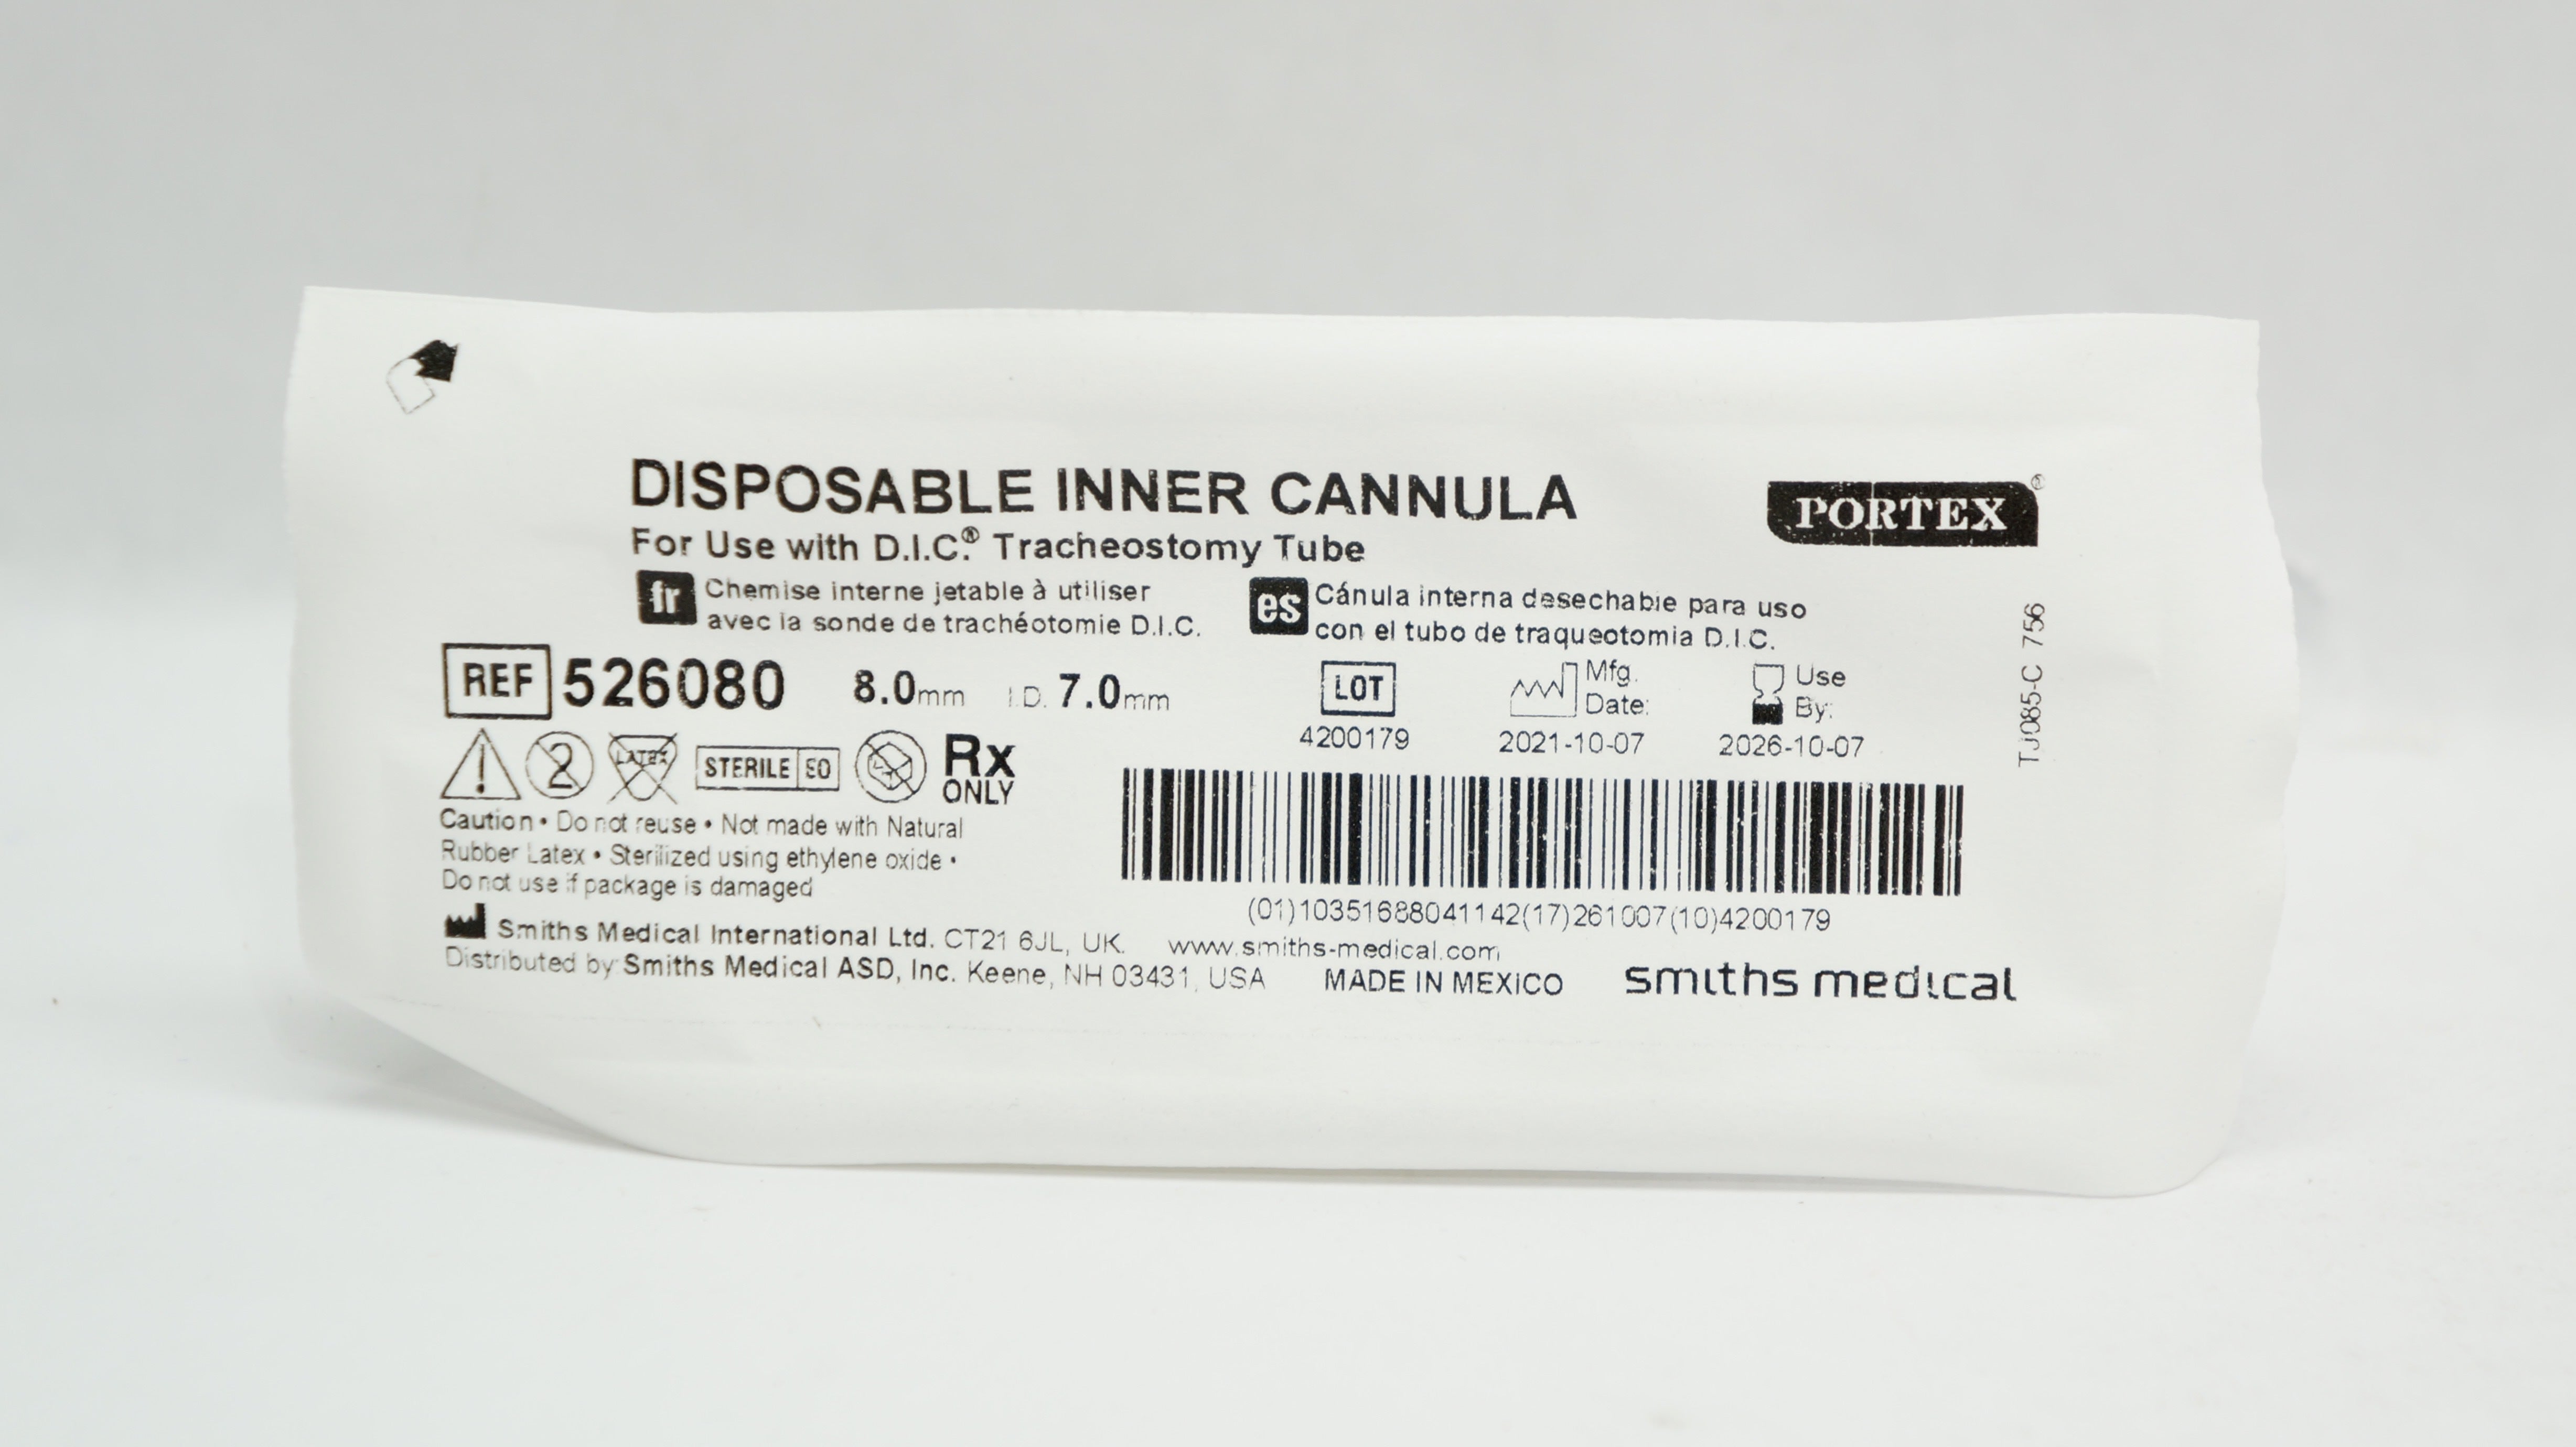 DISPOSABLE INNER CANNULA
PORTEX®
For Use with D.I.C.® Tracheostomy Tube
fr Chemise interne jetable à utiliser
avec la sonde de trachéotomie D.I.C.
es Cánula interna desechable para uso
con el tubo de traqueotomia D.I.C.
REF 526080 8.0mm I.D. 7.0mm
LOT
4200179
Mfg.
Date:
2021-10-07
Use
By:
2026-10-07
TJ085-C 756
2 LATEX STERILE EO Rx
ONLY
Caution • Do not reuse • Not made with Natural
Rubber Latex • Sterilized using ethylene oxide •
Do not use if package is damaged
(01)10351688041142(17)261007(10)4200179
Smiths Medical International Ltd. CT21 6JL, UK. www.smiths-medical.com
Distributed by Smiths Medical ASD, Inc. Keene, NH 03431, USA MADE IN MEXICO
smiths medical